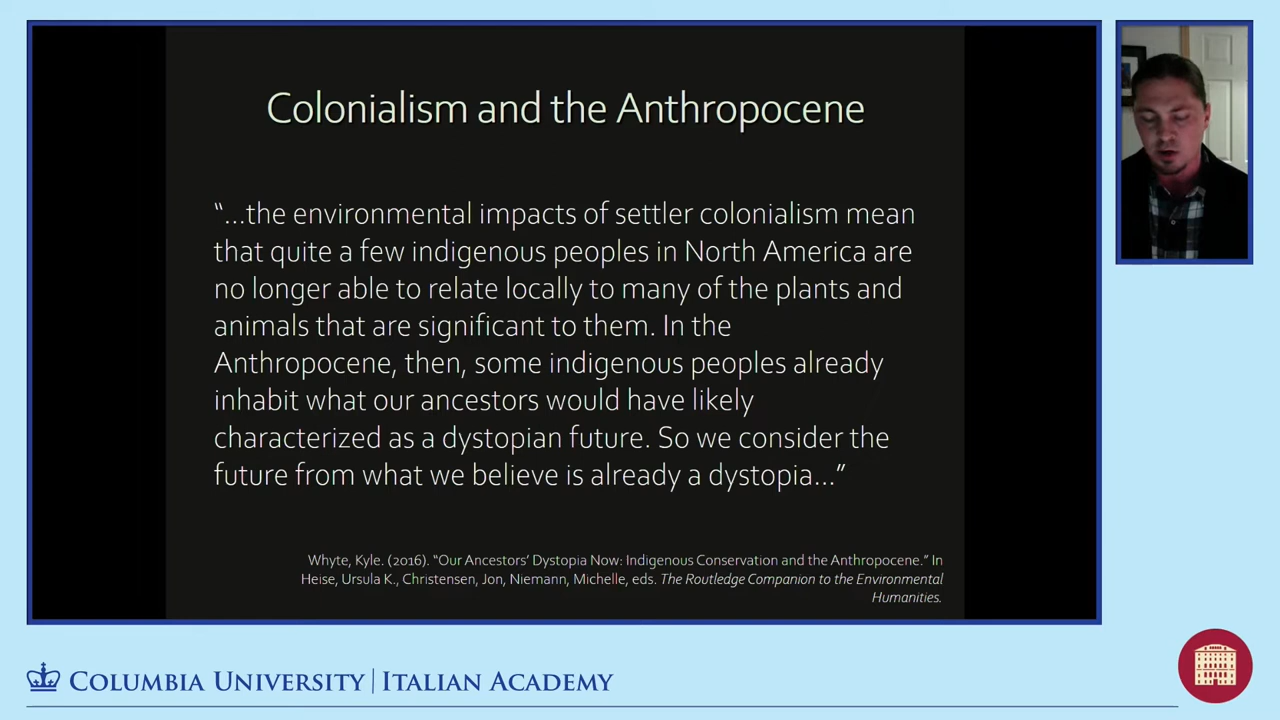 Colonialism and the Anthropocene
“...the environmental impacts of settler colonialism mean
that quite a few indigenous peoples in North America are
no longer able to relate locally to many of the plants and
animals that are significant to them. In the
Anthropocene, then, some indigenous peoples already
inhabit what our ancestors would have likely
characterized as a dystopian future. So we consider the
future from what we believe is already a dystopia...”
Whyte, Kyle. (2016). “Our Ancestors’ Dystopia Now: Indigenous Conservation and the Anthropocene.” In
Heise, Ursula K., Christensen, Jon, Niemann, Michelle, eds. The Routledge Companion to the Environmental
Humanities.
COLUMBIA UNIVERSITY | ITALIAN ACADEMY